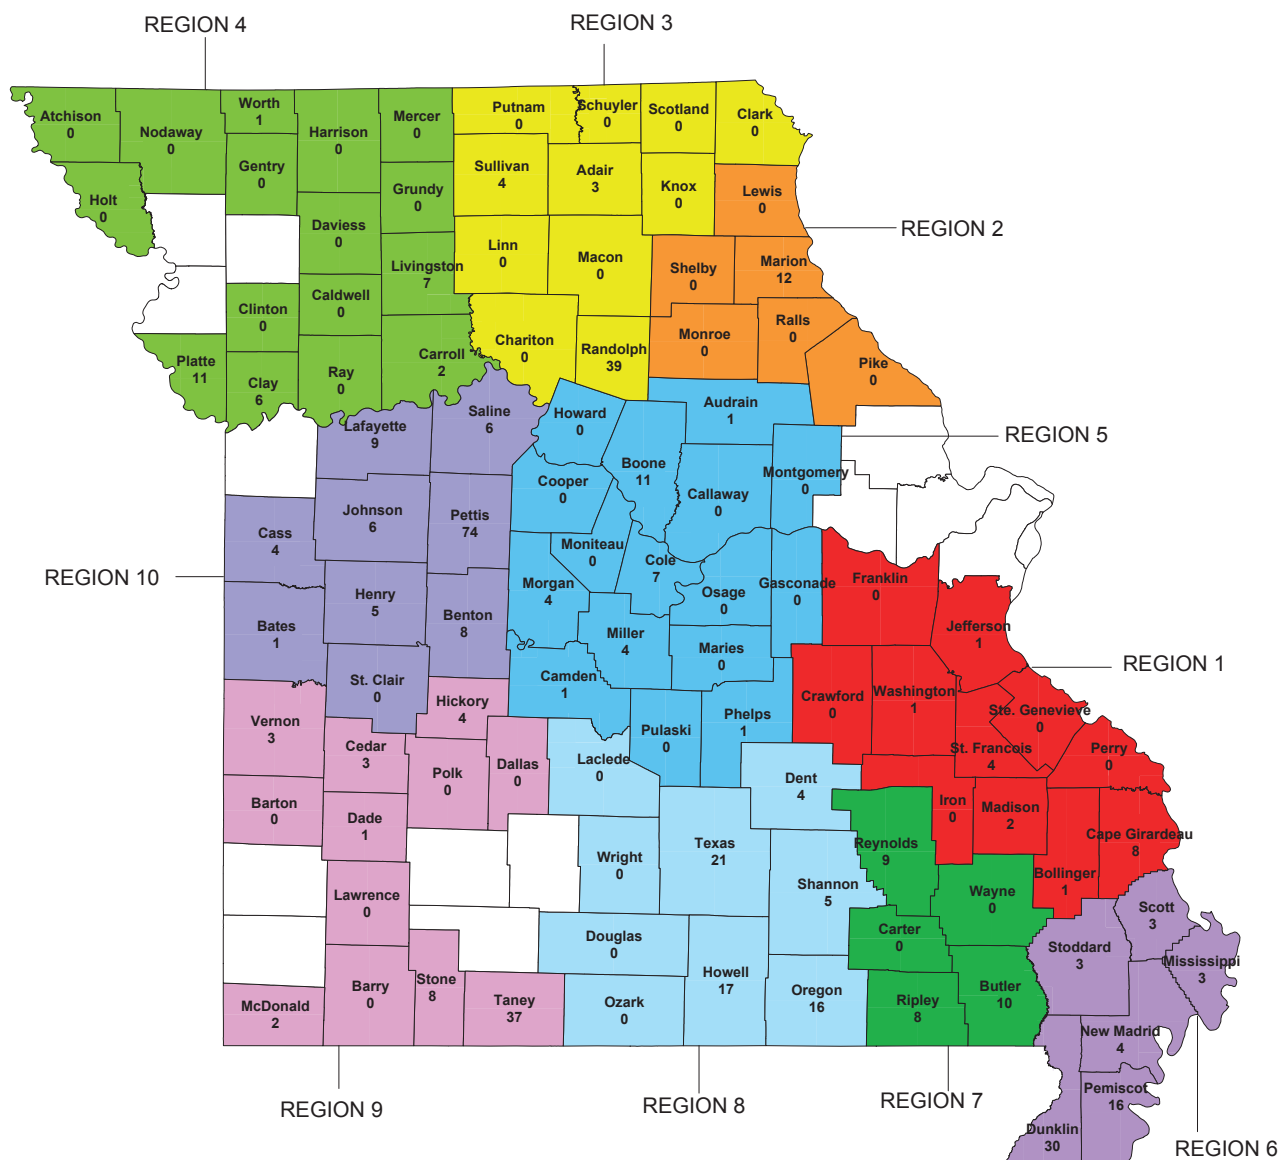 REGION 4
REGION 3
Atchison
0
Nodaway
0
Worth
1
Harrison
0
Mercer
0
Putnam
0
Schuyler
0
Scotland
0
Clark
0
Gentry
0
Sullivan
4
Adair
3
Knox
0
Lewis
0
Holt
0
Grundy
0
Daviess
0
REGION 2
Linn
0
Macon
0
Shelby
0
Marion
12
Livingston
7
Clinton
0
Caldwell
0
Chariton
0
Randolph
39
Monroe
0
Ralls
0
Platte
11
Clay
6
Ray
0
Carroll
2
Pike
0
Lafayette
9
Saline
6
Howard
0
Audrain
1
REGION 5
Boone
11
Montgomery
0
Cooper
0
Callaway
0
Johnson
6
Pettis
74
Cass
4
Moniteau
0
Cole
7
REGION 10
Morgan
4
Osage
0
Gasconade
0
Franklin
0
Henry
5
Benton
8
Bates
1
Miller
4
Maries
0
Jefferson
1
REGION 1
St. Clair
0
Camden
1
Hickory
4
Crawford
0
Washington
1
Ste. Genevieve
0
Vernon
3
Pulaski
0
Phelps
1
Cedar
3
Polk
0
Dallas
0
Laclede
0
Dent
4
St. Francois
4
Perry
0
Barton
0
Dade
1
Iron
0
Madison
2
Cape Girardeau
8
Texas
21
Reynolds
9
Wright
0
Shannon
5
Bollinger
1
Lawrence
0
Wayne
0
Scott
3
Carter
0
Douglas
0
Stoddard
3
Mississippi
3
Howell
17
Oregon
16
McDonald
2
Barry
0
Stone
8
Taney
37
Ozark
0
Ripley
8
Butler
10
New Madrid
4
Pemiscot
16
Dunklin
30
REGION 9
REGION 8
REGION 7
REGION 6